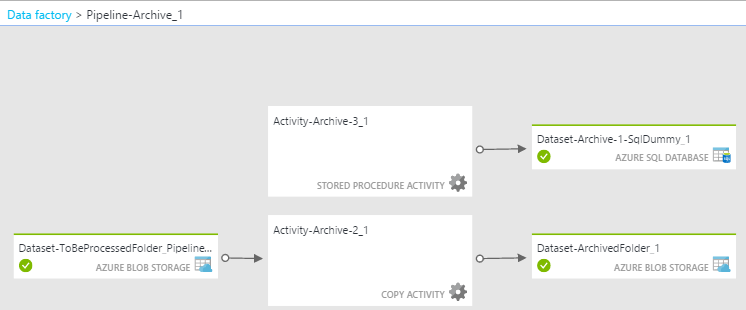 Data factory > Pipeline-Archive_1
Activity-Archive-3_1
STORED PROCEDURE ACTIVITY
Dataset-Archive-1-SqlDummy_1
AZURE SQL DATABASE
Dataset-ToBeProcessedFolder_Pipeline...
AZURE BLOB STORAGE
Activity-Archive-2_1
COPY ACTIVITY
Dataset-ArchivedFolder_1
AZURE BLOB STORAGE